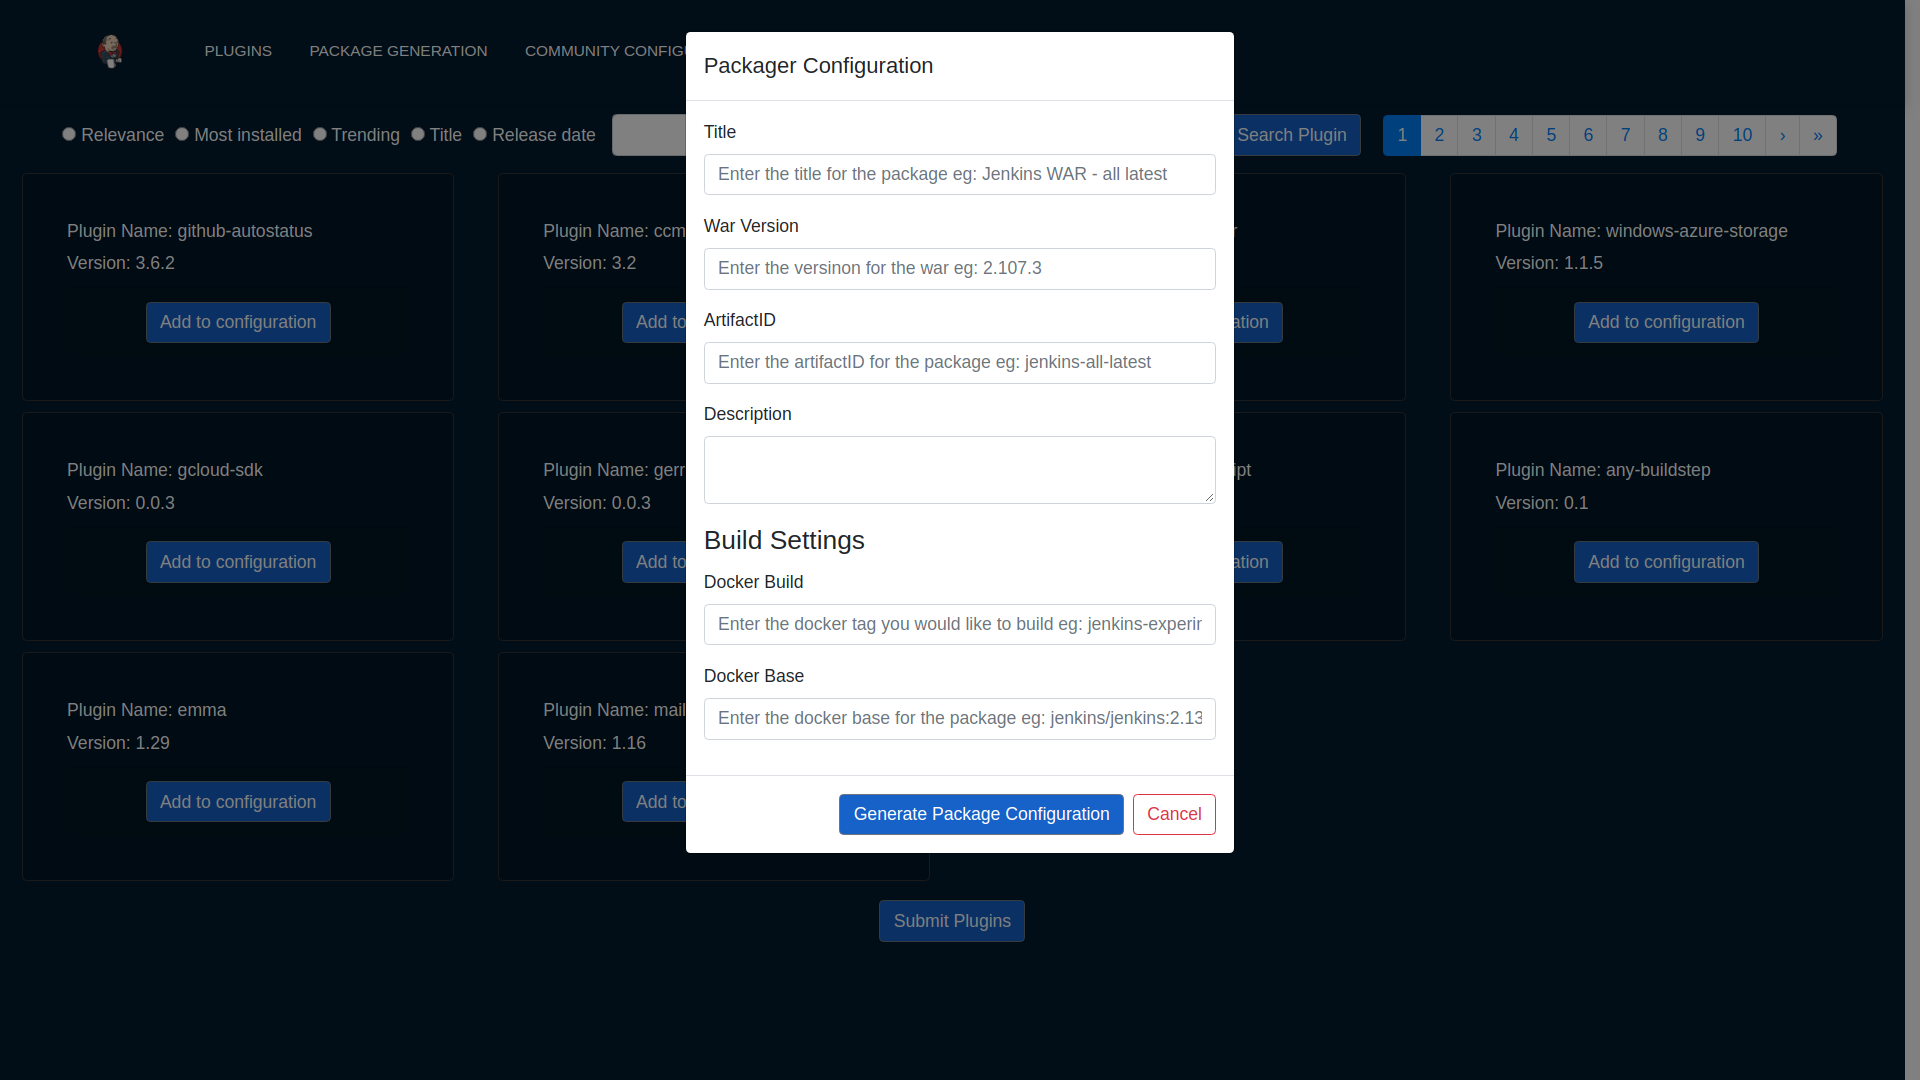 PLUGINS PACKAGE GENERATION COMMUNITY CONFIGU
Relevance Most installed Trending Title Release date
Search Plugin 1 2 3 4 5 6 7 8 9 10 › »
Plugin Name: github-autostatus
Version: 3.6.2
Add to configuration
Plugin Name: ccm
Version: 3.2
Add to
r
ation
Plugin Name: windows-azure-storage
Version: 1.1.5
Add to configuration
Plugin Name: gcloud-sdk
Version: 0.0.3
Add to configuration
Plugin Name: gerr
Version: 0.0.3
Add to
ipt
ation
Plugin Name: any-buildstep
Version: 0.1
Add to configuration
Plugin Name: emma
Version: 1.29
Add to configuration
Plugin Name: mail
Version: 1.16
Add to
Submit Plugins
Packager Configuration
Title
Enter the title for the package eg: Jenkins WAR - all latest
War Version
Enter the versinon for the war eg: 2.107.3
ArtifactID
Enter the artifactID for the package eg: jenkins-all-latest
Description
Build Settings
Docker Build
Enter the docker tag you would like to build eg: jenkins-experin
Docker Base
Enter the docker base for the package eg: jenkins/jenkins:2.13
Generate Package Configuration Cancel